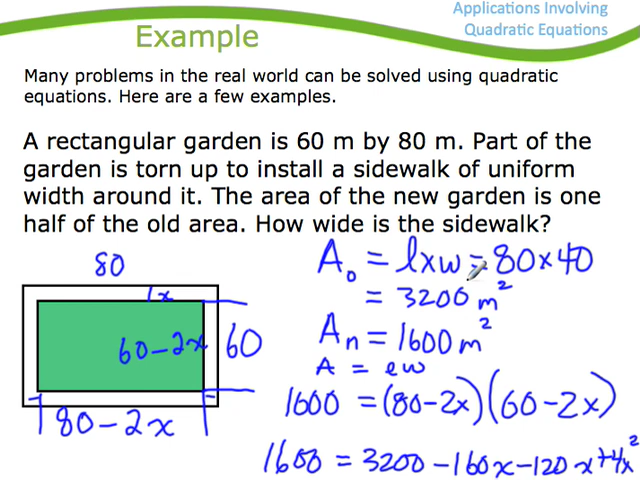 Applications Involving
Quadratic Equations
Example
Many problems in the real world can be solved using quadratic
equations. Here are a few examples.
A rectangular garden is 60 m by 80 m. Part of the
garden is torn up to install a sidewalk of uniform
width around it. The area of the new garden is one
half of the old area. How wide is the sidewalk?
80
x
60 - 2x
60
80 - 2x
A₀ = l x w = 80 x 40
= 3200 m²
Aₙ = 1600 m²
A = lw
1600 = (80 - 2x)(60 - 2x)
1600 = 3200 - 160x - 120x + 4x²